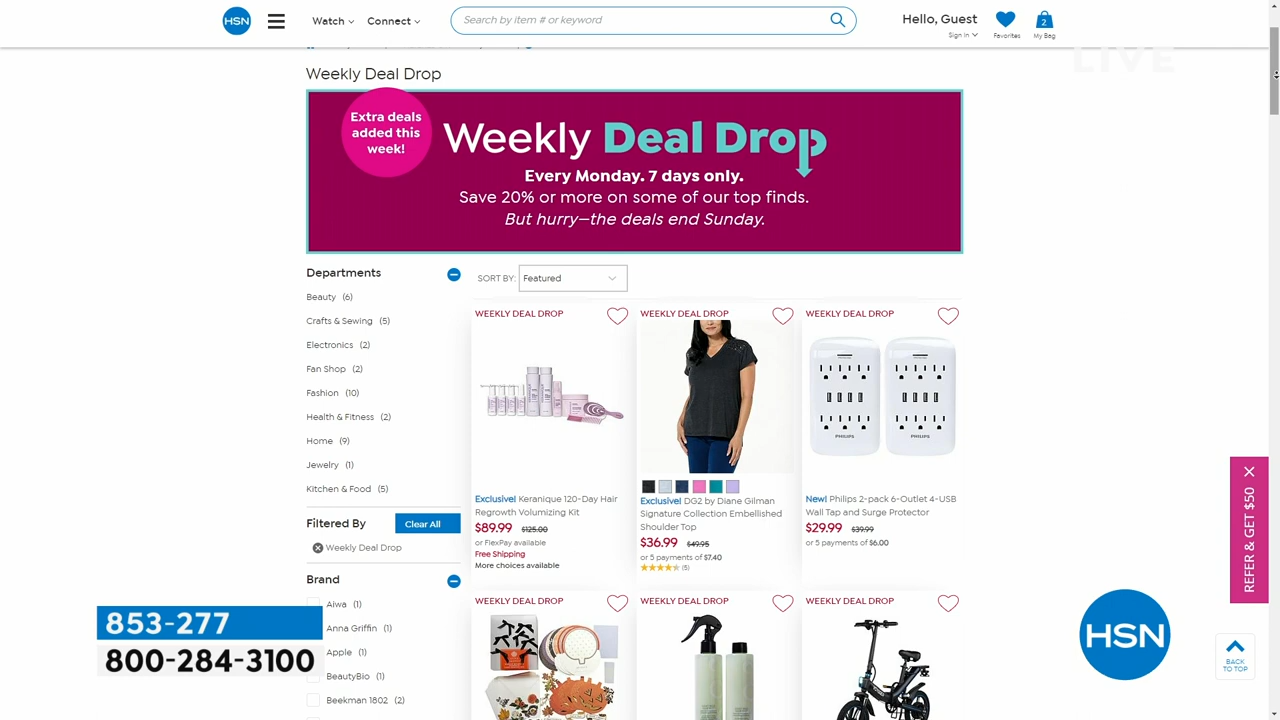 HSN
Watch
Connect
Search by item # or keyword
Hello, Guest
Sign In
Favorites
2
My Bag
LIVE
Weekly Deal Drop
Extra deals
added this
week!
Weekly Deal Drop
Every Monday. 7 days only.
Save 20% or more on some of our top finds.
But hurry—the deals end Sunday.
Departments
Beauty (6)
Crafts & Sewing (5)
Electronics (2)
Fan Shop (2)
Fashion (10)
Health & Fitness (2)
Home (9)
Jewelry (1)
Kitchen & Food (5)
Filtered By
Clear All
Weekly Deal Drop
Brand
Aiwa (1)
Anna Griffin (1)
Apple (1)
BeautyBio (1)
Beekman 1802 (2)
SORT BY: Featured
WEEKLY DEAL DROP
Exclusive! Keranique 120-Day Hair
Regrowth Volumizing Kit
$89.99 $125.00
or FlexPay available
Free Shipping
More choices available
WEEKLY DEAL DROP
Exclusive! DG2 by Diane Gilman
Signature Collection Embellished
Shoulder Top
$36.99 $49.95
or 5 payments of $7.40
(5)
WEEKLY DEAL DROP
PHILIPS
PHILIPS
New! Philips 2-pack 6-Outlet 4-USB
Wall Tap and Surge Protector
$29.99 $39.99
or 5 payments of $6.00
WEEKLY DEAL DROP
WEEKLY DEAL DROP
WEEKLY DEAL DROP
REFER & GET $50
853-277
800-284-3100
HSN
BACK
TO TOP